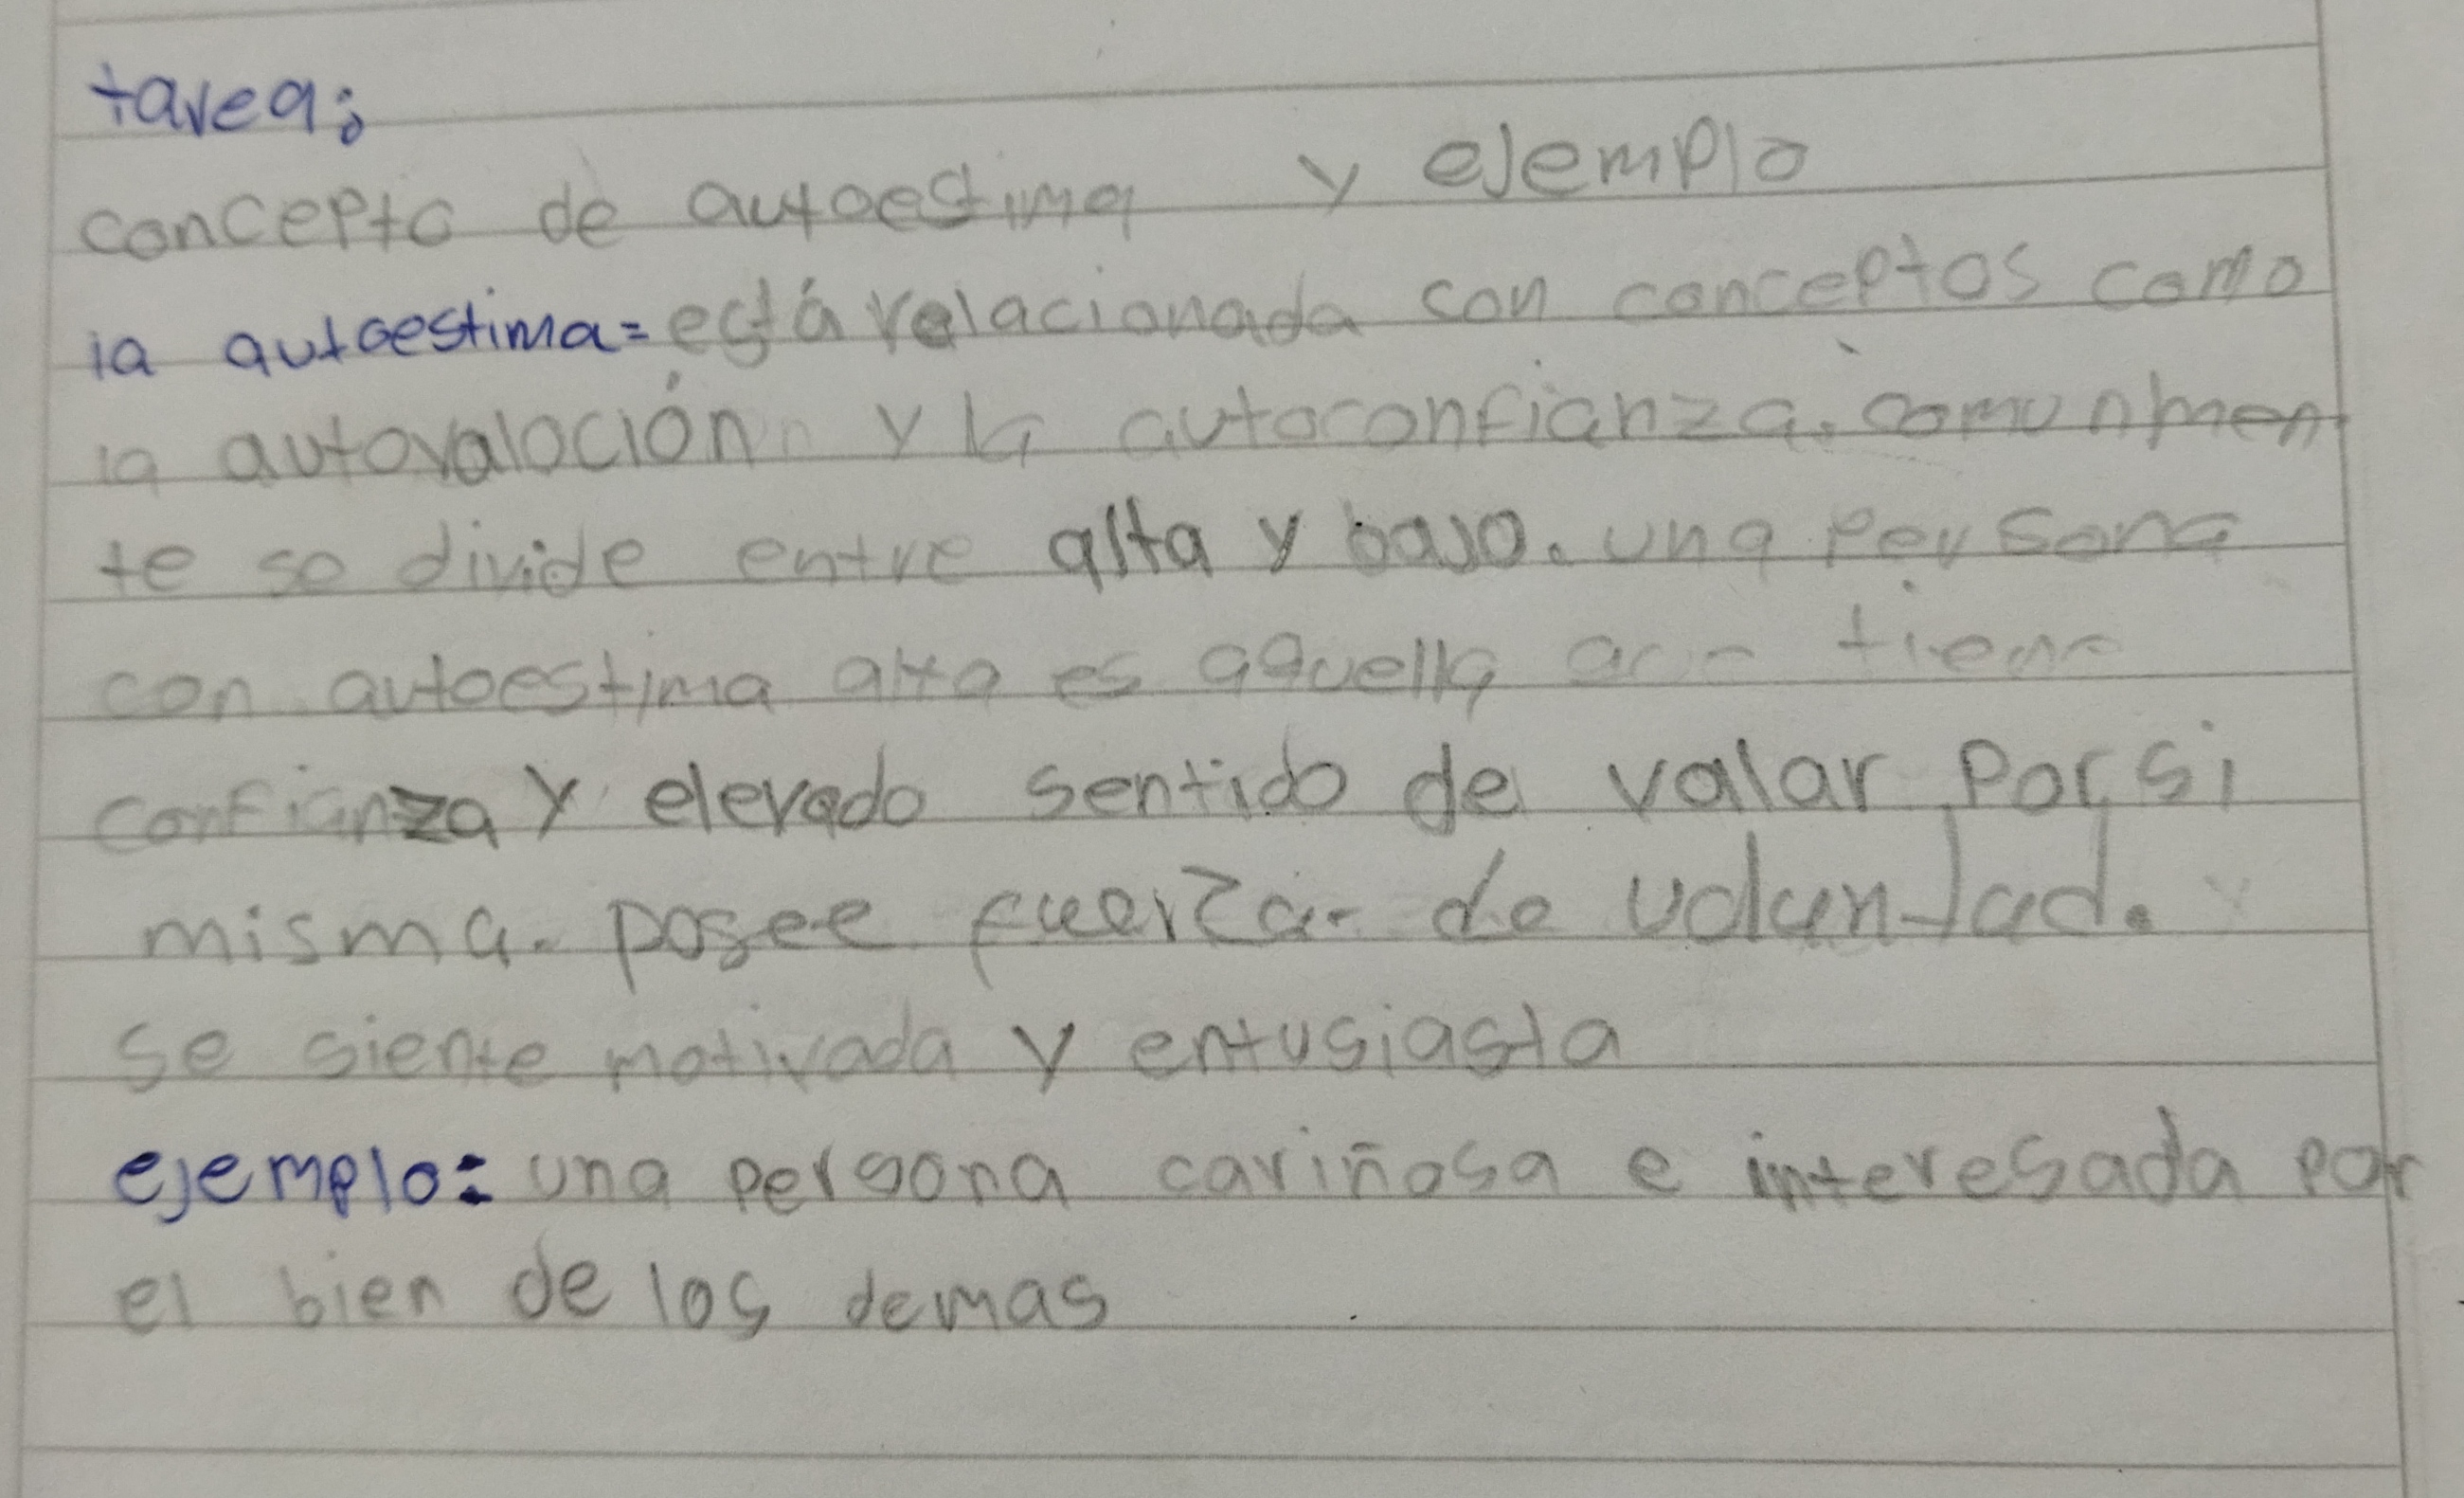 tarea:
concepto de autoestima y ejemplo
la autoestima= está relacionada con conceptos como
la autovaloción y la autoconfianza. comunmen
te se divide entre alta y bajo. una persona
con autoestima alta es aquella que tiene
confianza y elevado sentido de valar por si
misma. posee fuerza de voluntad. y
se siente motivada y entusiasta
ejemplo: una persona cariñosa e interesada por
el bien de los demas